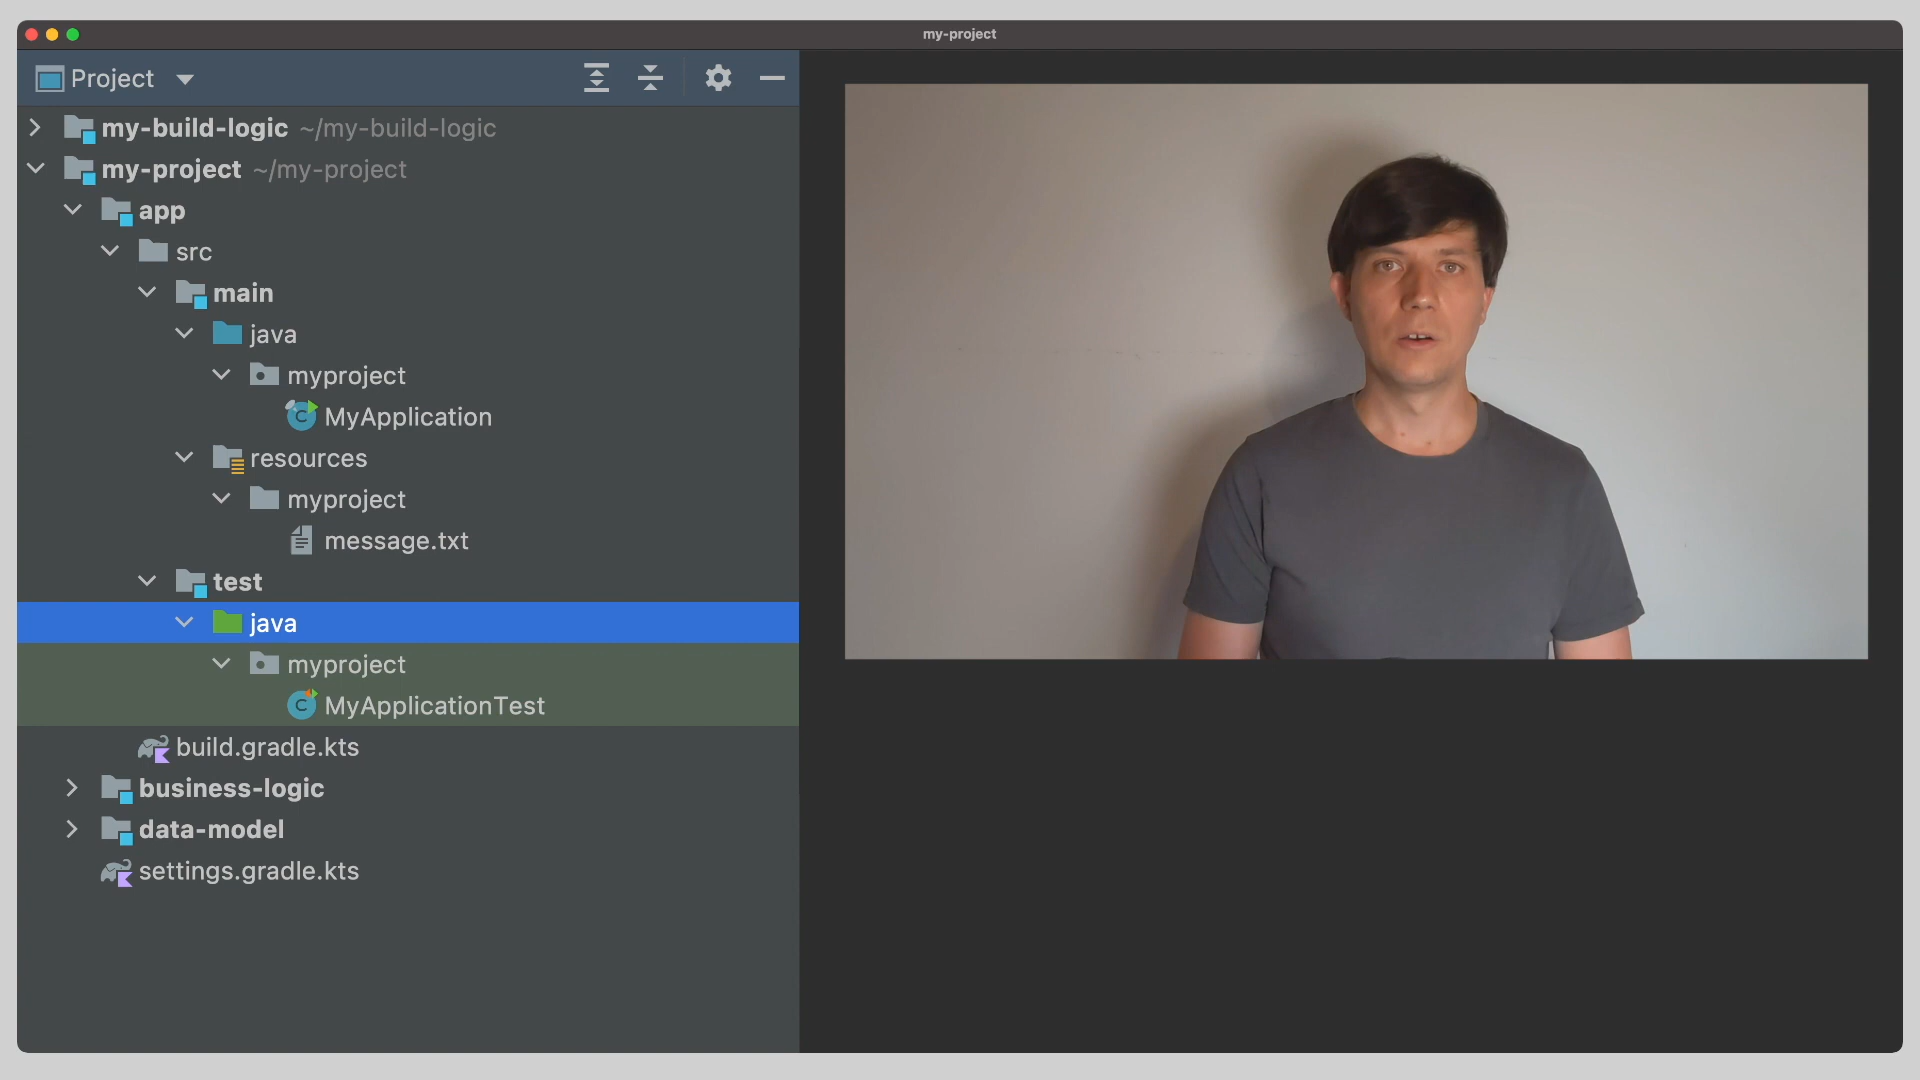 my-project
Project
my-build-logic ~/my-build-logic
my-project ~/my-project
app
src
main
java
myproject
MyApplication
resources
myproject
message.txt
test
java
myproject
MyApplicationTest
build.gradle.kts
business-logic
data-model
settings.gradle.kts